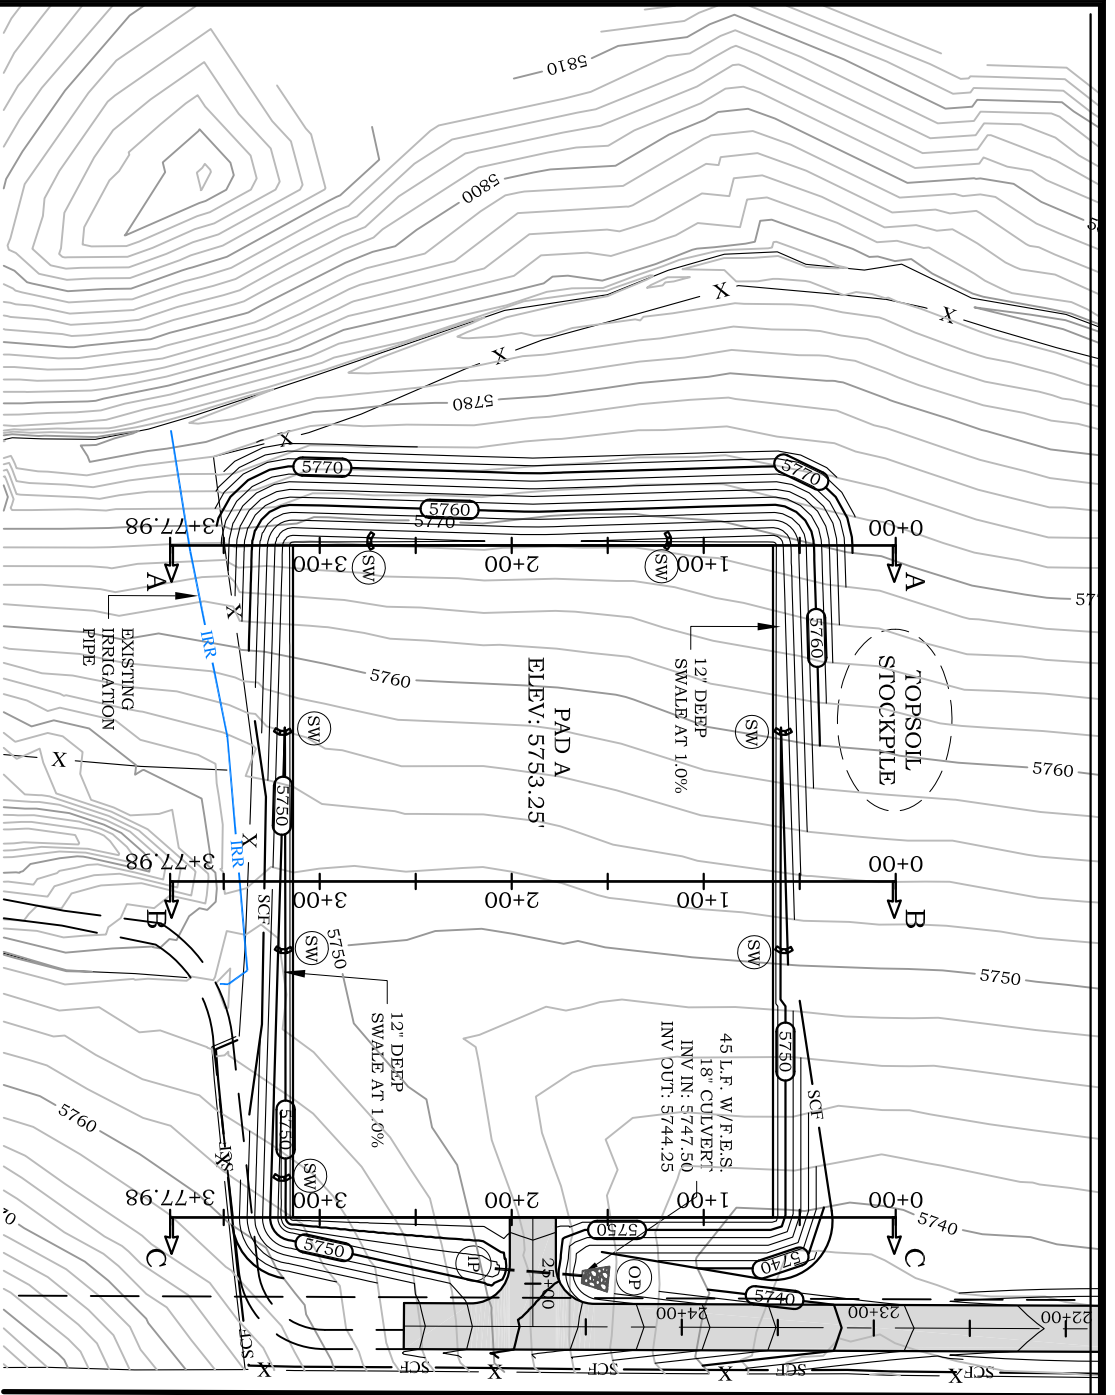 5810
5800
X
X
X
5780
X
5770
5770
5760
5770
3+77.98
0+00
3+00
SW
2+00
SW
1+00
A
A
57
X
IRR
EXISTING
IRRIGATION
PIPE
5760
5760
PAD A
ELEV: 5753.25'
12" DEEP
SWALE AT 1.0%
TOPSOIL
STOCKPILE
SW
SW
X
5760
5750
X
IRR
3+77.98
0+00
3+00
2+00
1+00
B
B
SCF
SW
5750
SW
5750
12" DEEP
SWALE AT 1.0%
45 L.F. W/F.E.S.
18" CULVERT
INV IN: 5747.50
INV OUT: 5744.25
5750
SCF
5760
5750
SCF
X
SW
3+77.98
0+00
3+00
2+00
1+00
5740
C
C
5750
5750
IP
OP
5740
25+00
5740
24+00
23+00
22+00
SCF
X
SCF
X
SCF
X
SCF
X
SCF